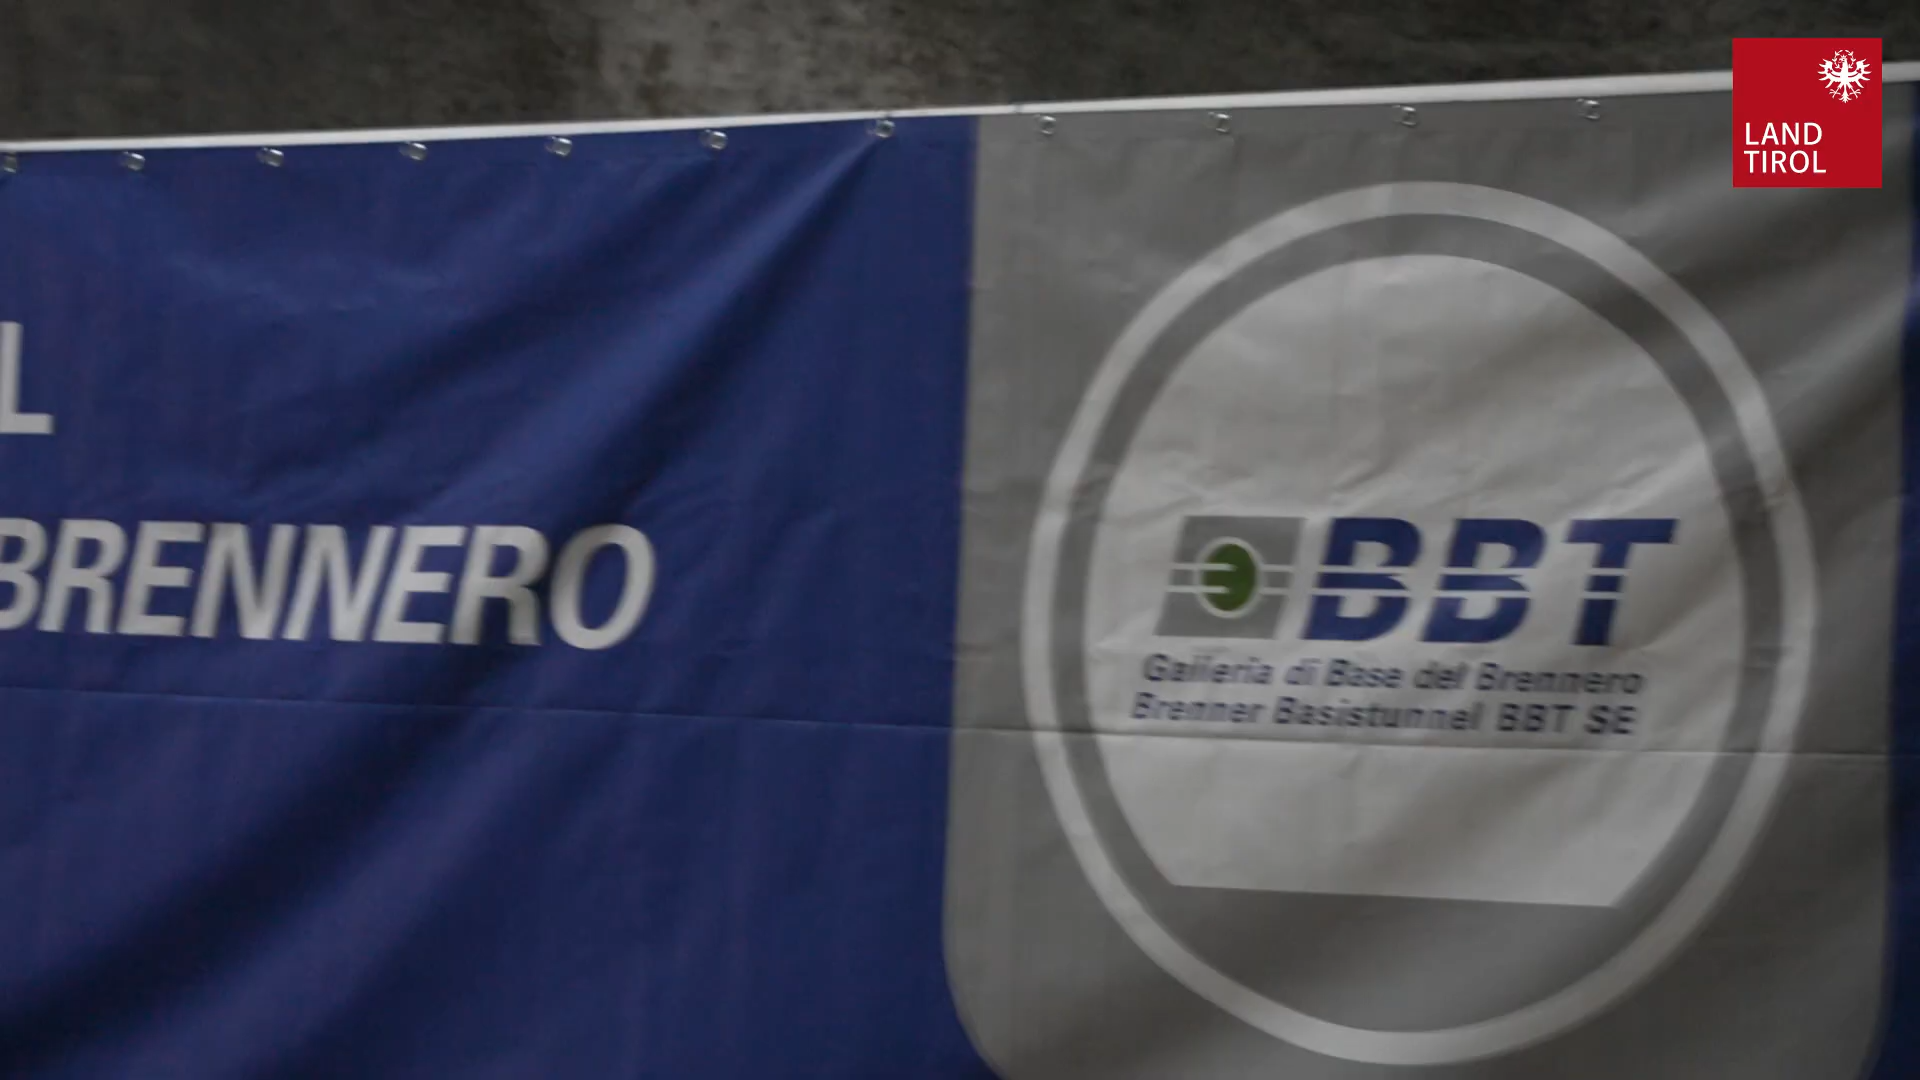 LAND
TIROL
L
BRENNERO
BBT
Galleria di Base del Brennero
Brenner Basistunnel BBT SE